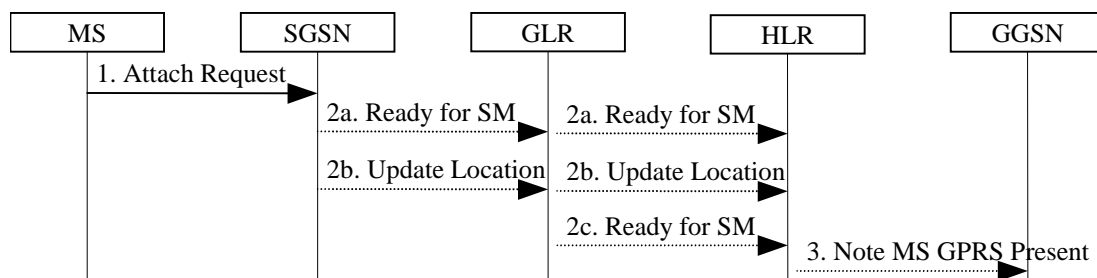 MS
SGSN
GLR
HLR
GGSN
1. Attach Request
2a. Ready for SM
2a. Ready for SM
2b. Update Location
2b. Update Location
2c. Ready for SM
3. Note MS GPRS Present